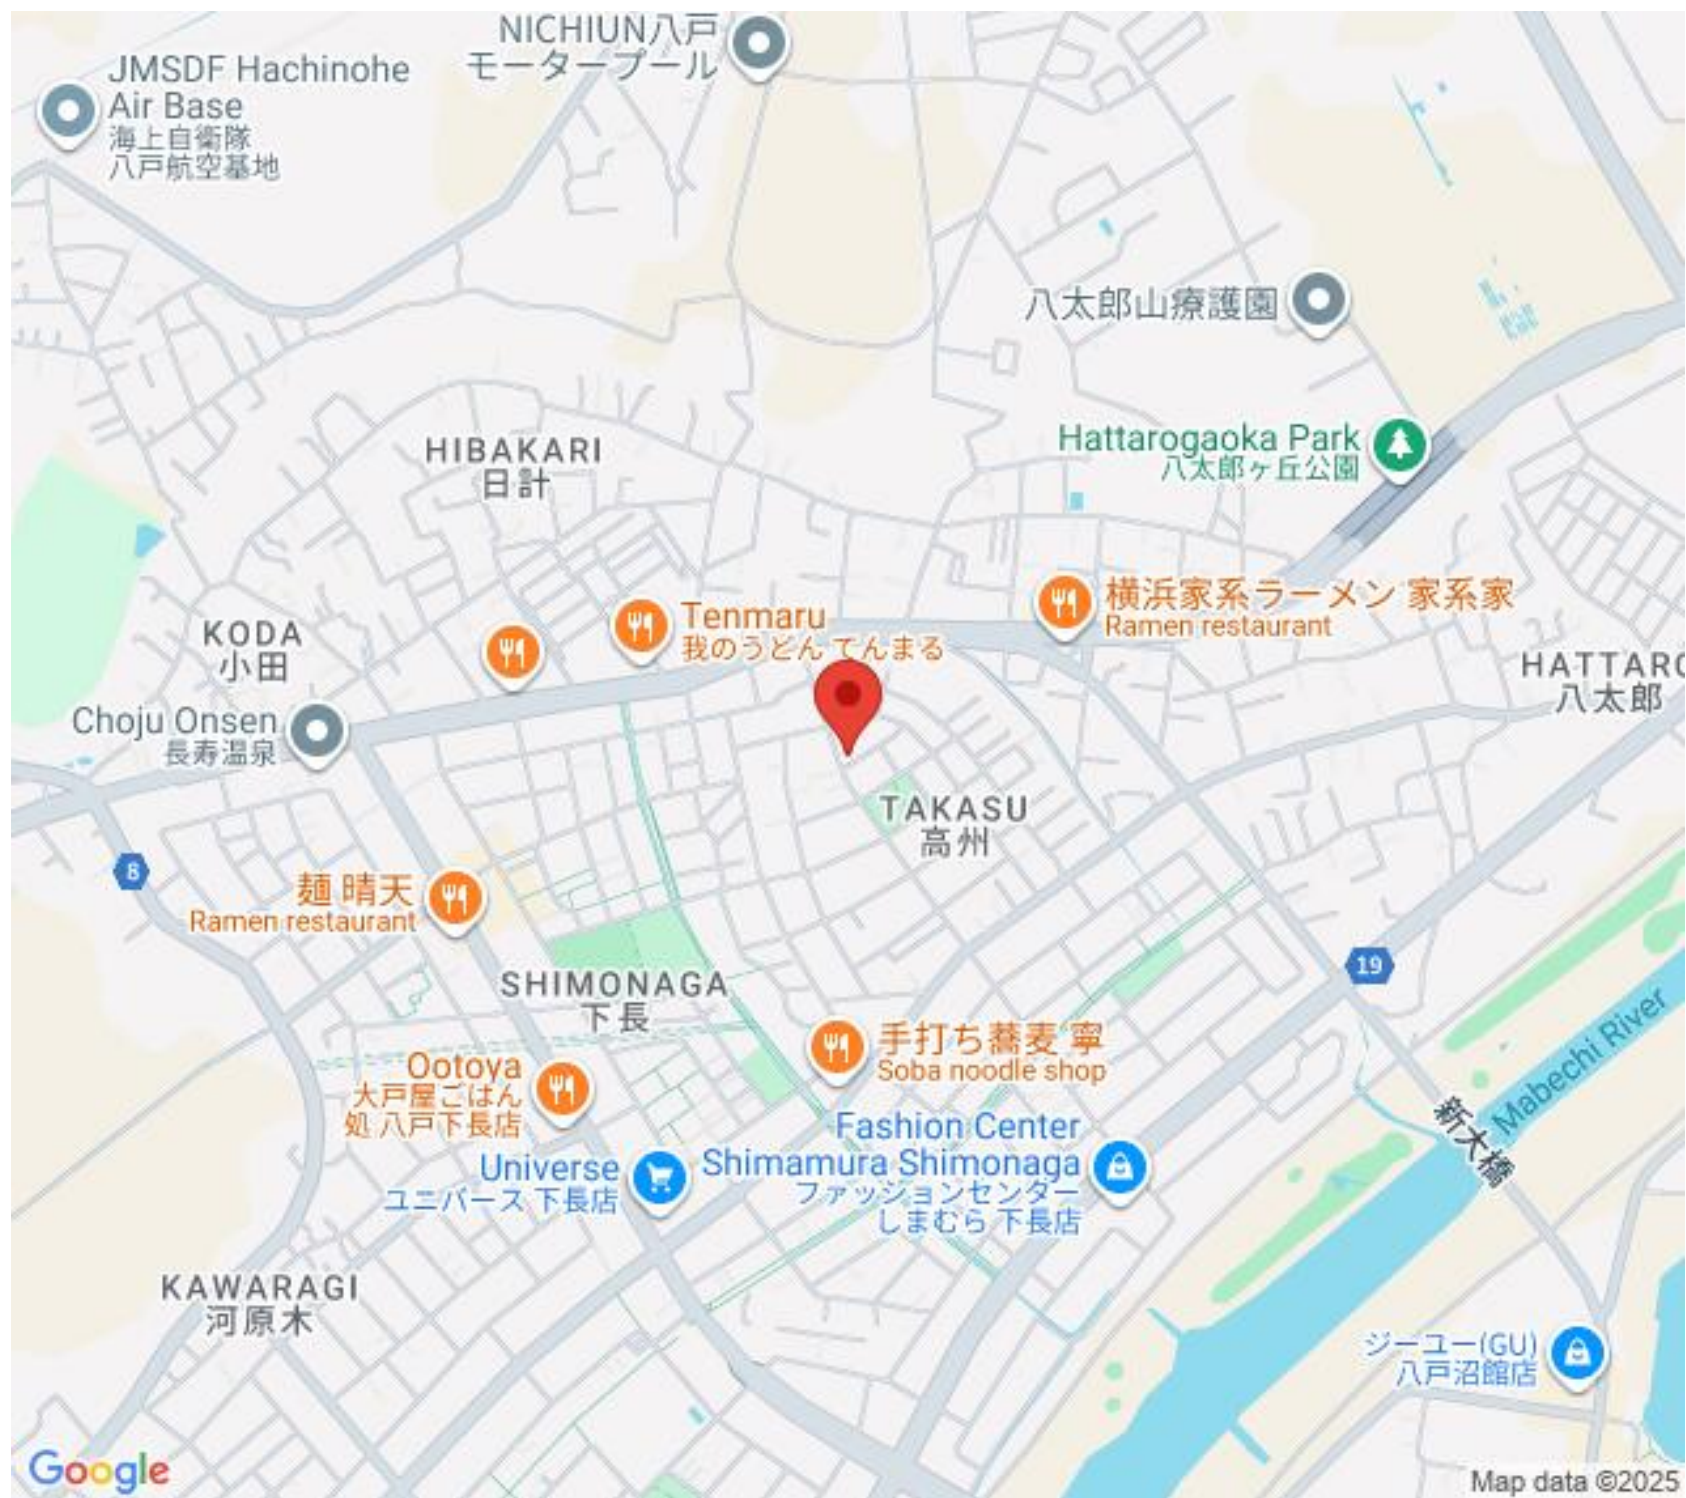 NICHIUN八戸
モータープール
JMSDF Hachinohe
Air Base
海上自衛隊
八戸航空基地
八太郎山療護園
HIBAKARI
日計
Hattarogaoka Park
八太郎ヶ丘公園
横浜家系ラーメン 家系家
Ramen restaurant
Tenmaru
我のうどん てんまる
KODA
小田
HATTARO
八太郎
Choju Onsen
長寿温泉
TAKASU
高州
8
麺 晴天
Ramen restaurant
19
SHIMONAGA
下長
手打ち蕎麦 寧
Soba noodle shop
Ootoya
大戸屋ごはん
処 八戸下長店
Mabechi River
新大橋
Fashion Center
Shimamura Shimonaga
ファッションセンター
しまむら 下長店
Universe
ユニバース 下長店
KAWARAGI
河原木
ジーユー(GU)
八戸沼館店
Google
Map data ©2025